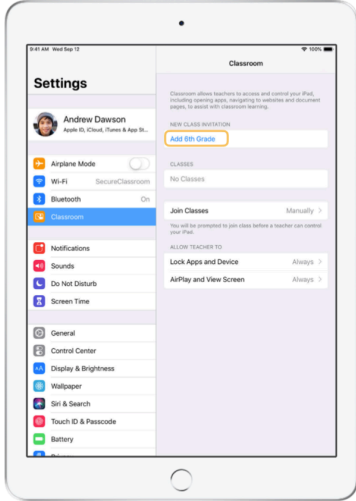 9:41 AM Wed Sep 12
100%
Settings
Andrew Dawson
Apple ID, iCloud, iTunes & App St...
Airplane Mode
Wi-Fi SecureClassroom
Bluetooth On
Classroom
Notifications
Sounds
Do Not Disturb
Screen Time
General
Control Center
AA Display & Brightness
Wallpaper
Siri & Search
Touch ID & Passcode
Battery
Classroom
Classroom allows teachers to access and control your iPad,
including opening apps, navigating to websites and document
pages, to assist with classroom learning.
NEW CLASS INVITATION
Add 6th Grade
CLASSES
No Classes
Join Classes Manually
You will be prompted to join class before a teacher can control
your iPad.
ALLOW TEACHER TO
Lock Apps and Device Always
AirPlay and View Screen Always